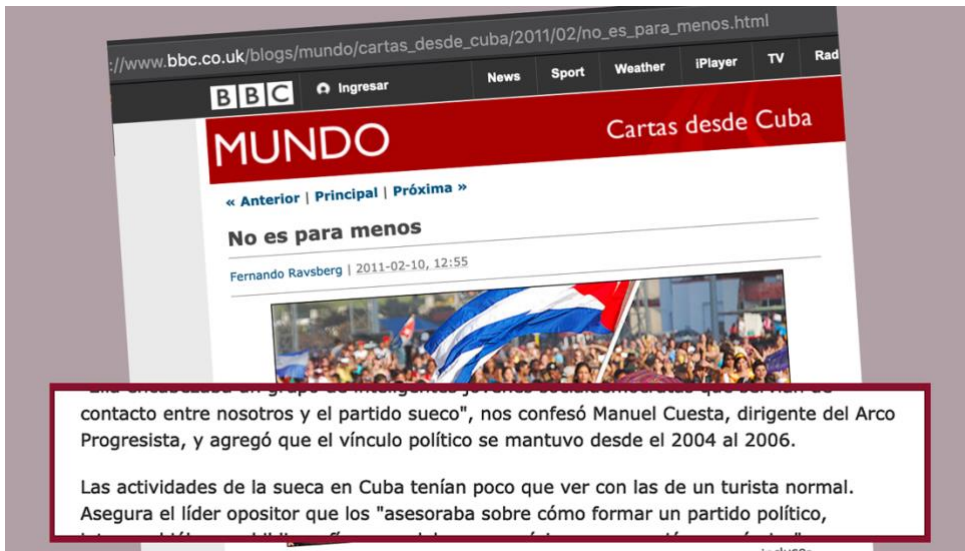 ://www.bbc.co.uk/blogs/mundo/cartas_desde_cuba/2011/02/no_es_para_menos.html
BBC Ingresar News Sport Weather iPlayer TV Rad
MUNDO Cartas desde Cuba
« Anterior | Principal | Próxima »
No es para menos
Fernando Ravsberg | 2011-02-10, 12:55
contacto entre nosotros y el partido sueco", nos confesó Manuel Cuesta, dirigente del Arco
Progresista, y agregó que el vínculo político se mantuvo desde el 2004 al 2006.
Las actividades de la sueca en Cuba tenían poco que ver con las de un turista normal.
Asegura el líder opositor que los "asesoraba sobre cómo formar un partido político,